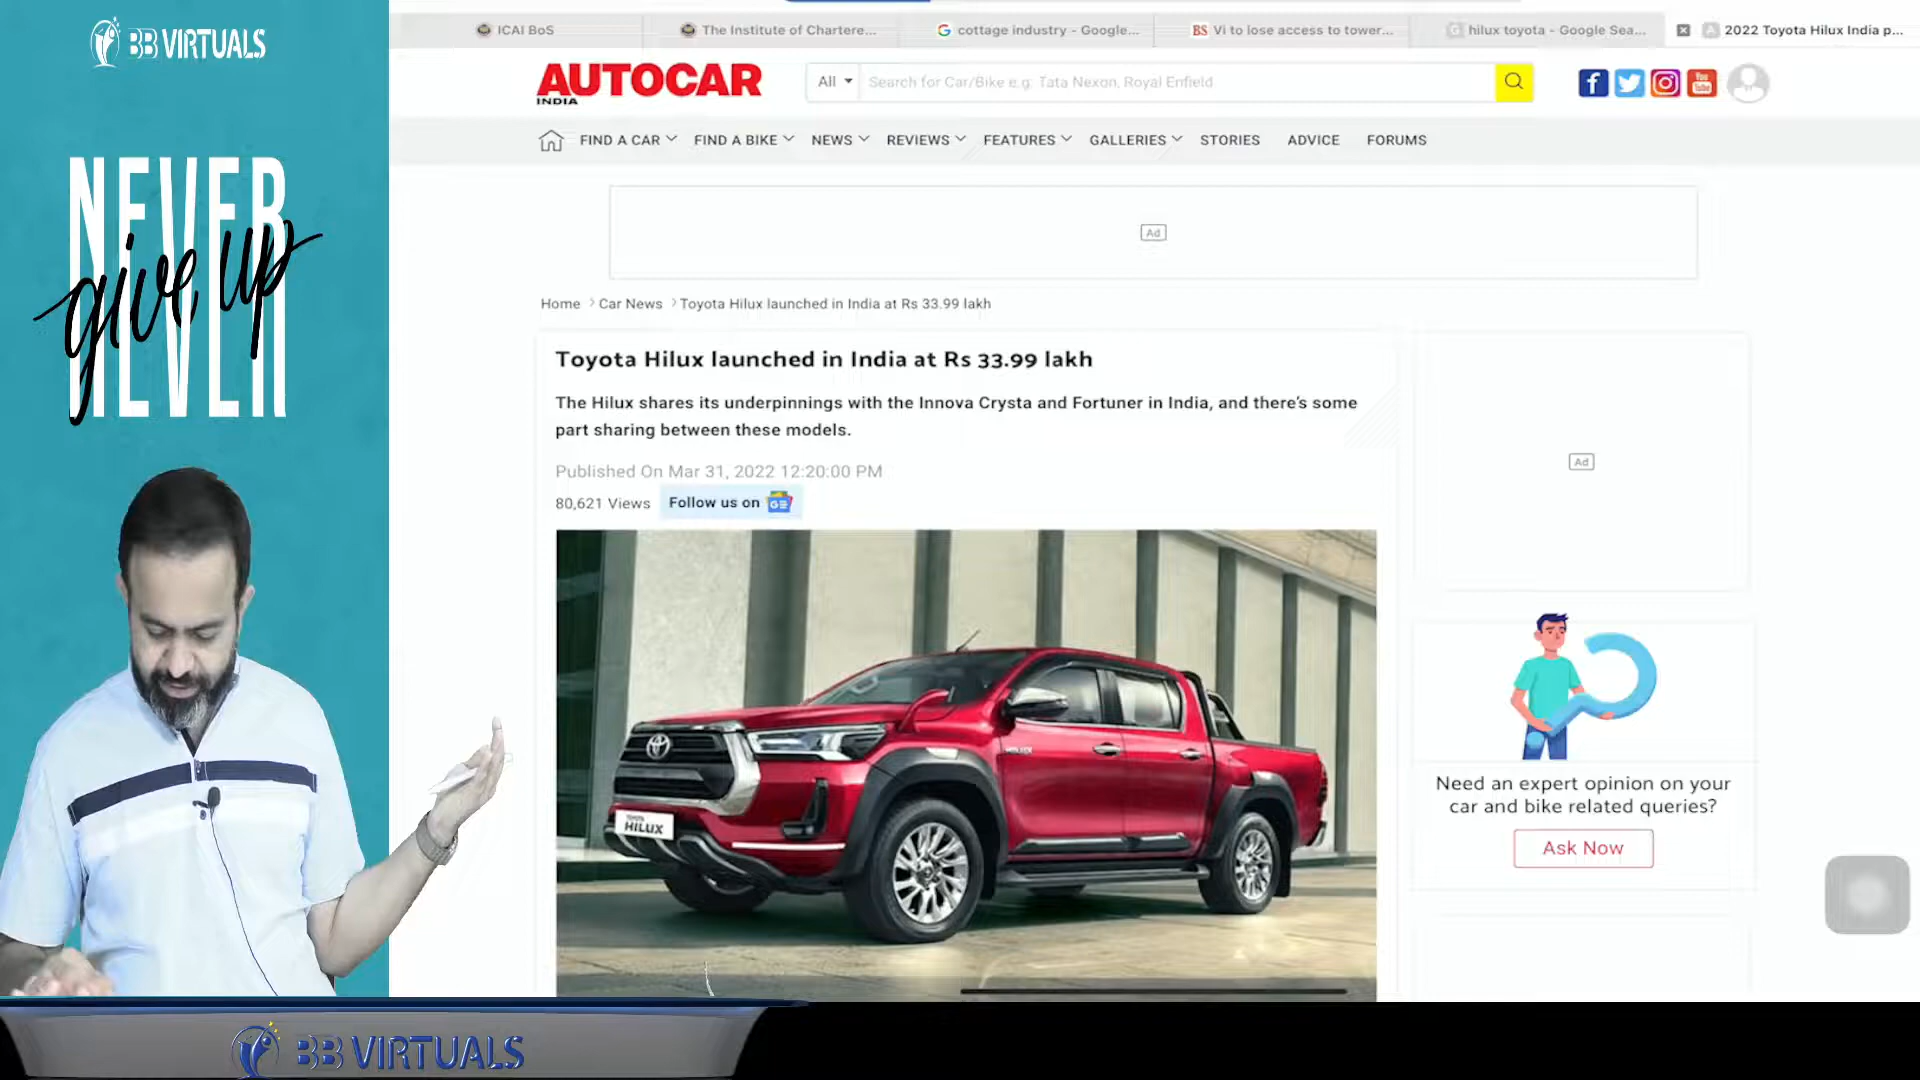 BB VIRTUALS
NEVER
give up
NEVER
ICAI BoS
The Institute of Chartere...
cottage industry - Google...
BS Vi to lose access to tower...
hilux toyota - Google Sea...
2022 Toyota Hilux India p...
AUTOCAR
INDIA
All
Search for Car/Bike e.g: Tata Nexon, Royal Enfield
You
Tube
FIND A CAR
FIND A BIKE
NEWS
REVIEWS
FEATURES
GALLERIES
STORIES
ADVICE
FORUMS
Ad
Home > Car News > Toyota Hilux launched in India at Rs 33.99 lakh
Toyota Hilux launched in India at Rs 33.99 lakh
The Hilux shares its underpinnings with the Innova Crysta and Fortuner in India, and there's some
part sharing between these models.
Published On Mar 31, 2022 12:20:00 PM
80,621 Views
Follow us on
GE
Ad
HILUX
TOYOTA
HILUX
Need an expert opinion on your
car and bike related queries?
Ask Now
BB VIRTUALS